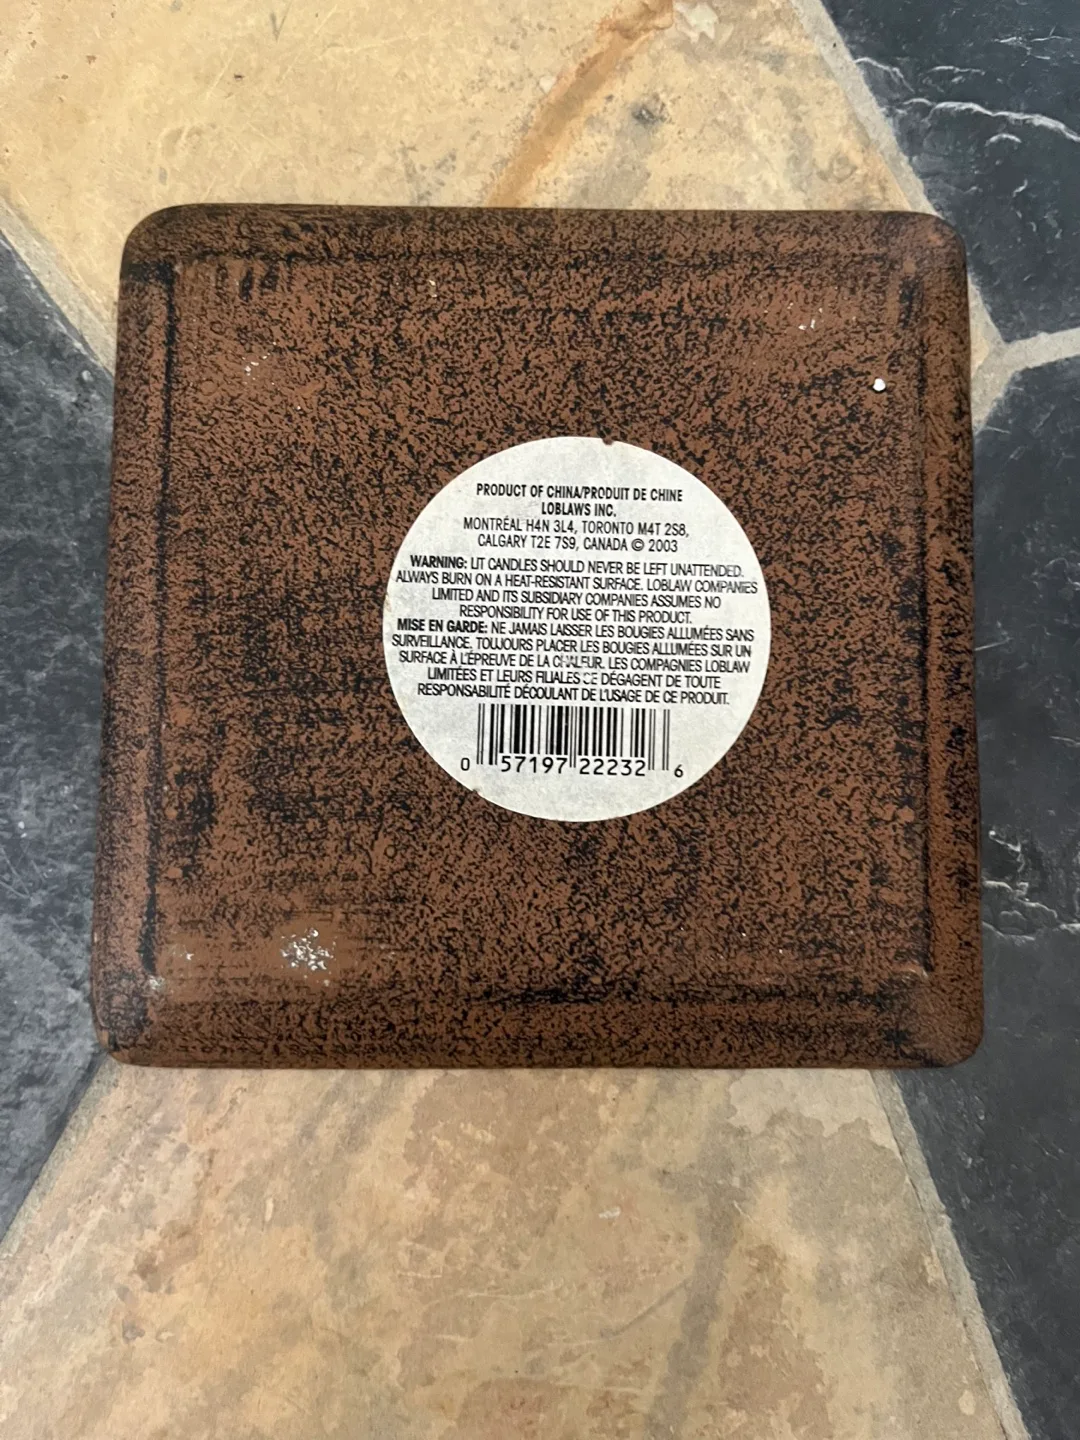 PRODUCT OF CHINA/PRODUIT DE CHINE
LOBLAWS INC.
MONTRÉAL H4N 3L4, TORONTO M4T 2S8,
CALGARY T2E 7S9, CANADA © 2003
WARNING: LIT CANDLES SHOULD NEVER BE LEFT UNATTENDED.
ALWAYS BURN ON A HEAT-RESISTANT SURFACE. LOBLAW COMPANIES
LIMITED AND ITS SUBSIDIARY COMPANIES ASSUMES NO
RESPONSIBILITY FOR USE OF THIS PRODUCT.
MISE EN GARDE: NE JAMAIS LAISSER LES BOUGIES ALLUMÉES SANS
SURVEILLANCE. TOUJOURS PLACER LES BOUGIES ALLUMÉES SUR UN
SURFACE À L'ÉPREUVE DE LA CHALEUR. LES COMPAGNIES LOBLAW
LIMITÉES ET LEURS FILIALES SE DÉGAGENT DE TOUTE
RESPONSABILITÉ DÉCOULANT DE L'USAGE DE CE PRODUIT.
0 57197 22232 6